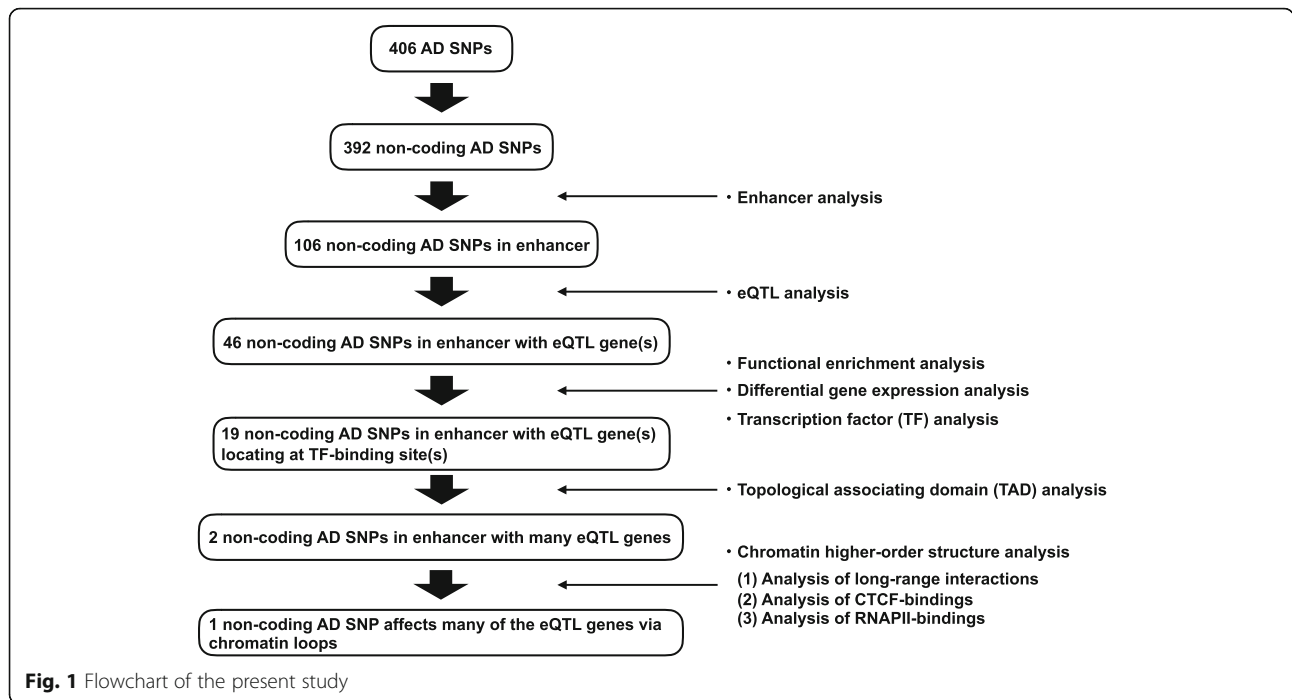 406 AD SNPs
392 non-coding AD SNPs
• Enhancer analysis
106 non-coding AD SNPs in enhancer
• eQTL analysis
46 non-coding AD SNPs in enhancer with eQTL gene(s)
• Functional enrichment analysis
• Differential gene expression analysis
• Transcription factor (TF) analysis
19 non-coding AD SNPs in enhancer with eQTL gene(s)
locating at TF-binding site(s)
• Topological associating domain (TAD) analysis
2 non-coding AD SNPs in enhancer with many eQTL genes
• Chromatin higher-order structure analysis
(1) Analysis of long-range interactions
(2) Analysis of CTCF-bindings
(3) Analysis of RNAPII-bindings
1 non-coding AD SNP affects many of the eQTL genes via
chromatin loops
Fig. 1 Flowchart of the present study